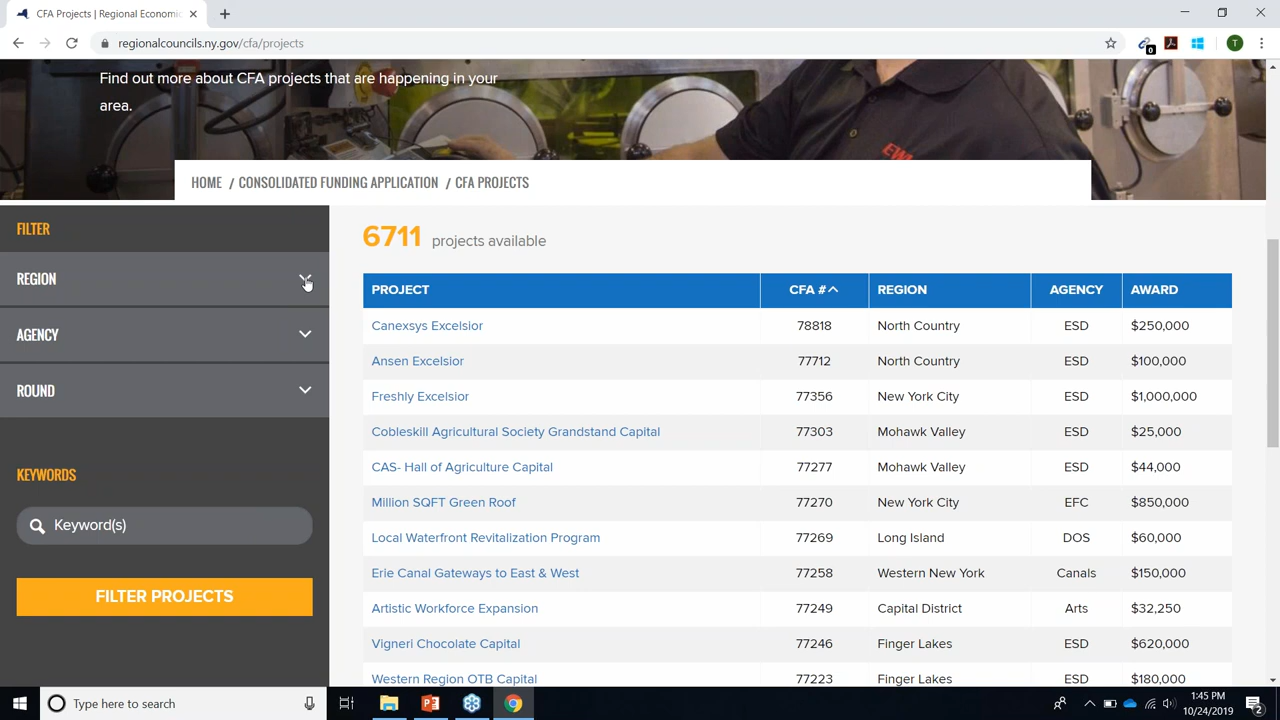 CFA Projects | Regional Economic
regionalcouncils.ny.gov/cfa/projects
0
T
Find out more about CFA projects that are happening in your
area.
EWI
HOME / CONSOLIDATED FUNDING APPLICATION / CFA PROJECTS
FILTER
REGION
AGENCY
ROUND
KEYWORDS
Keyword(s)
FILTER PROJECTS
6711 projects available
PROJECT CFA # REGION AGENCY AWARD
Canexsys Excelsior 78818 North Country ESD $250,000
Ansen Excelsior 77712 North Country ESD $100,000
Freshly Excelsior 77356 New York City ESD $1,000,000
Cobleskill Agricultural Society Grandstand Capital 77303 Mohawk Valley ESD $25,000
CAS- Hall of Agriculture Capital 77277 Mohawk Valley ESD $44,000
Million SQFT Green Roof 77270 New York City EFC $850,000
Local Waterfront Revitalization Program 77269 Long Island DOS $60,000
Erie Canal Gateways to East & West 77258 Western New York Canals $150,000
Artistic Workforce Expansion 77249 Capital District Arts $32,250
Vigneri Chocolate Capital 77246 Finger Lakes ESD $620,000
Western Region OTB Capital 77223 Finger Lakes ESD $180,000
Type here to search
1:45 PM
10/24/2019
2